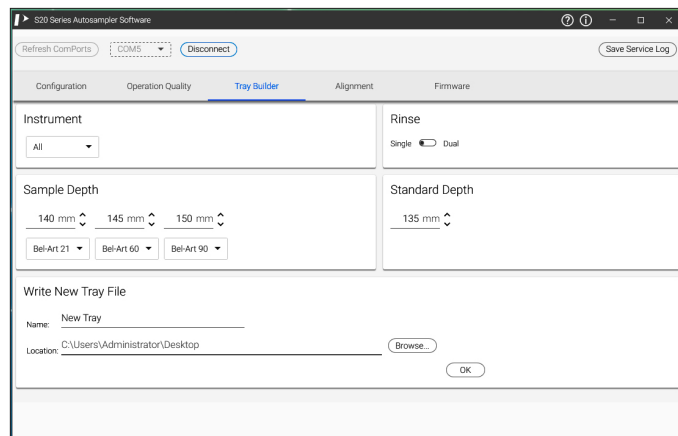 S20 Series Autosampler Software
Refresh ComPorts COM5 Disconnect Save Service Log
Configuration Operation Quality Tray Builder Alignment Firmware
Instrument
All
Rinse
Single Dual
Sample Depth
140 mm 145 mm 150 mm
Bel-Art 21 Bel-Art 60 Bel-Art 90
Standard Depth
135 mm
Write New Tray File
Name: New Tray
Location: C:\Users\Administrator\Desktop Browse...
OK